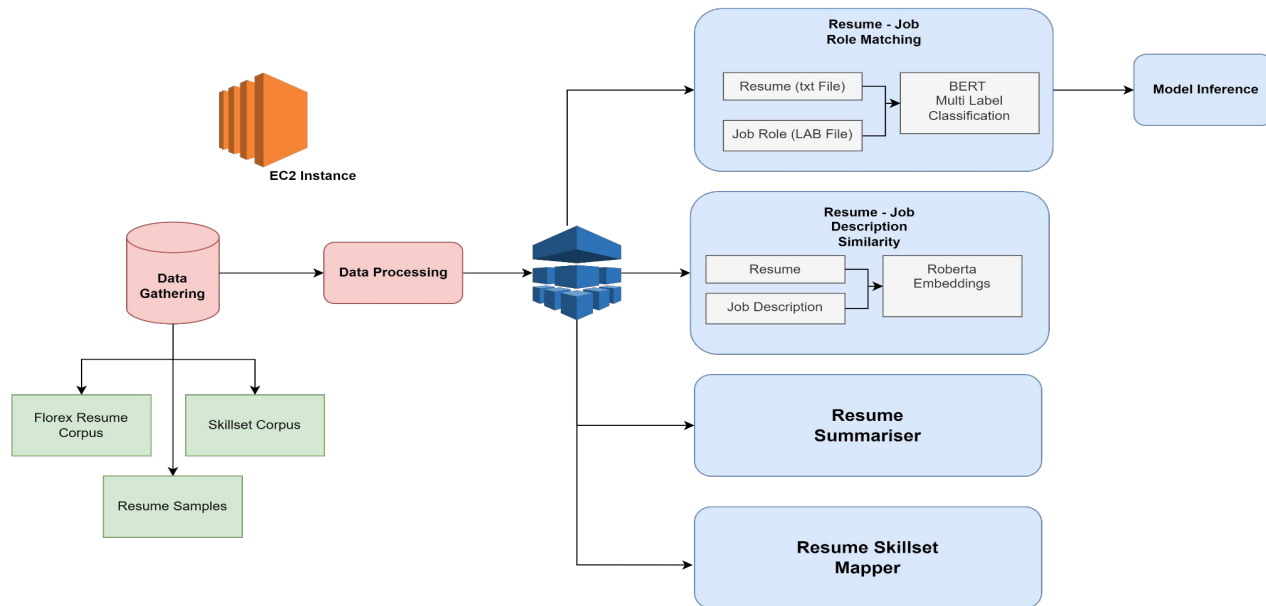 Resume - Job
Role Matching
Resume (txt File)
Job Role (LAB File)
BERT
Multi Label
Classification
Model Inference
EC2 Instance
Data
Gathering
Data Processing
Resume - Job
Description
Similarity
Resume
Job Description
Roberta
Embeddings
Florex Resume
Corpus
Skillset Corpus
Resume Samples
Resume
Summariser
Resume Skillset
Mapper